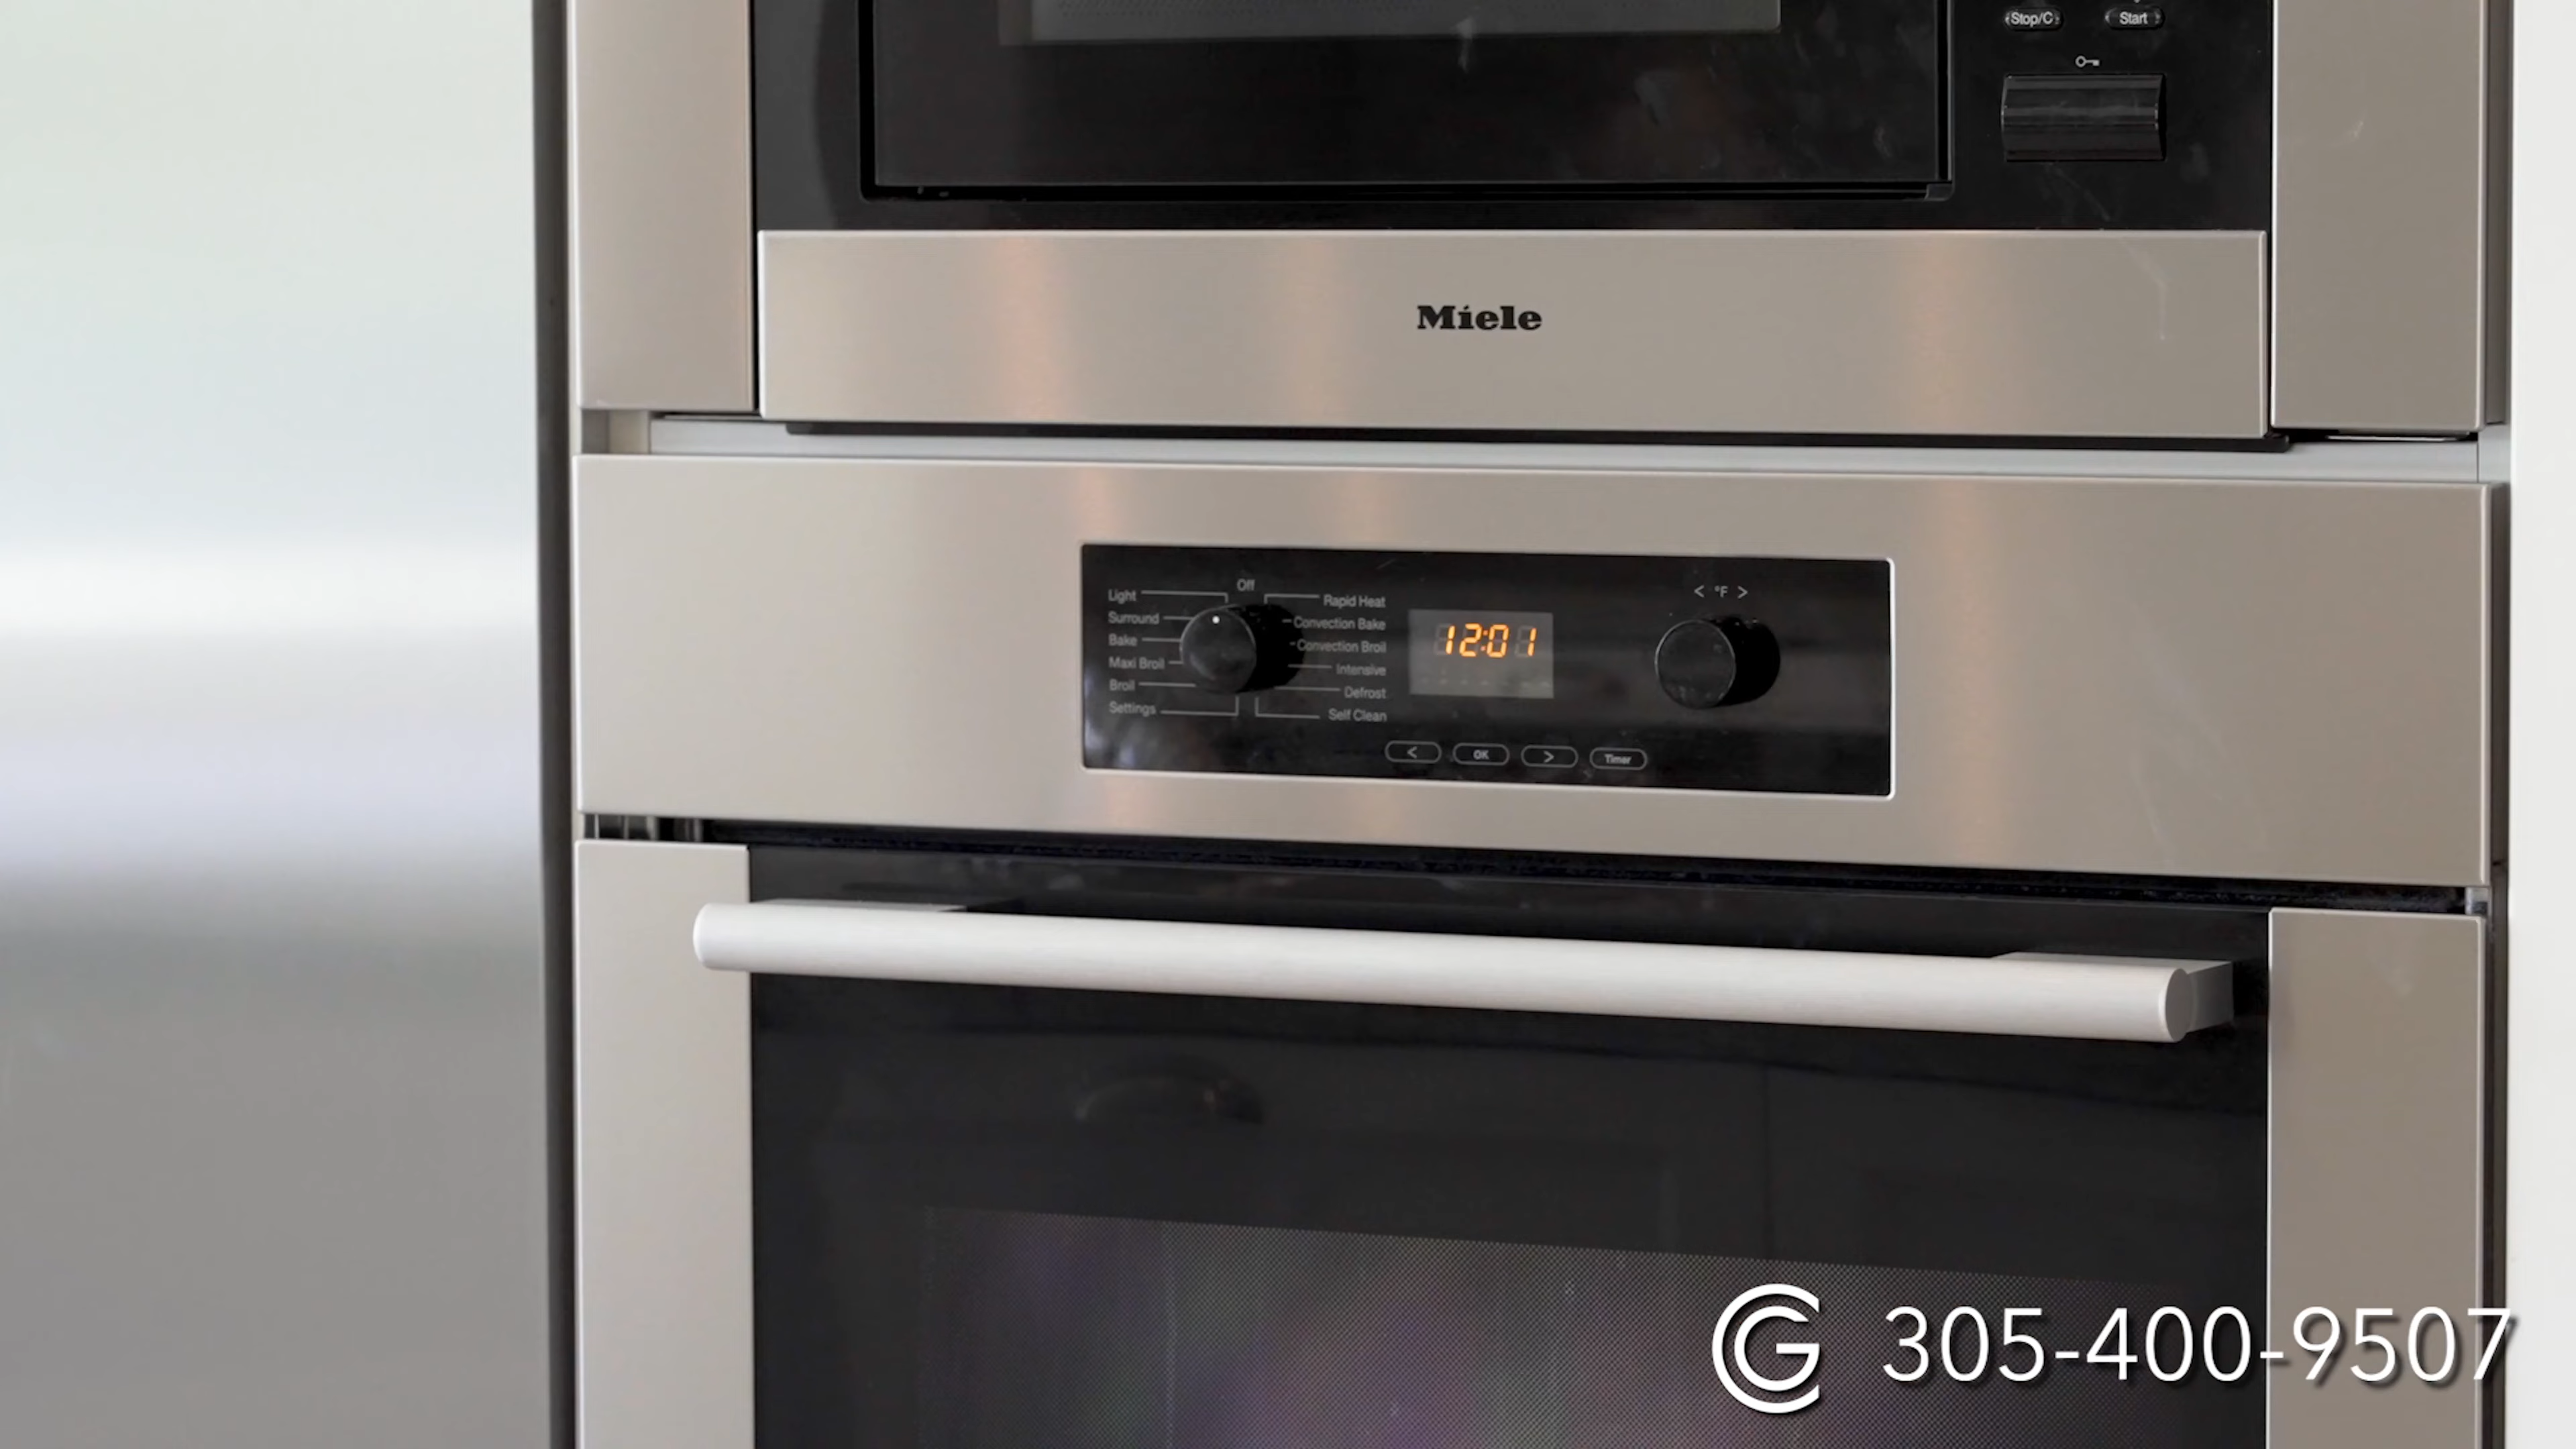 Stop/C
Start
Miele
Off
Light
Surround
Bake
Maxi Broil
Broil
Settings
Rapid Heat
Convection Bake
Convection Broil
Intensive
Defrost
Self Clean
12:01
< °F >
< OK > Timer
CG 305-400-9507